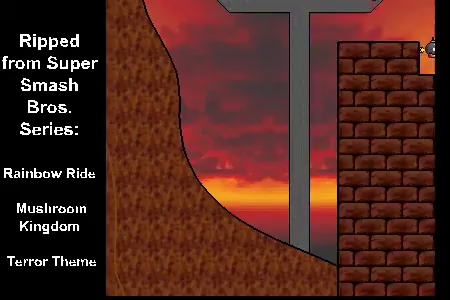 Ripped
from Super
Smash
Bros.
Series:
Rainbow Ride
Mushroom
Kingdom
Terror Theme